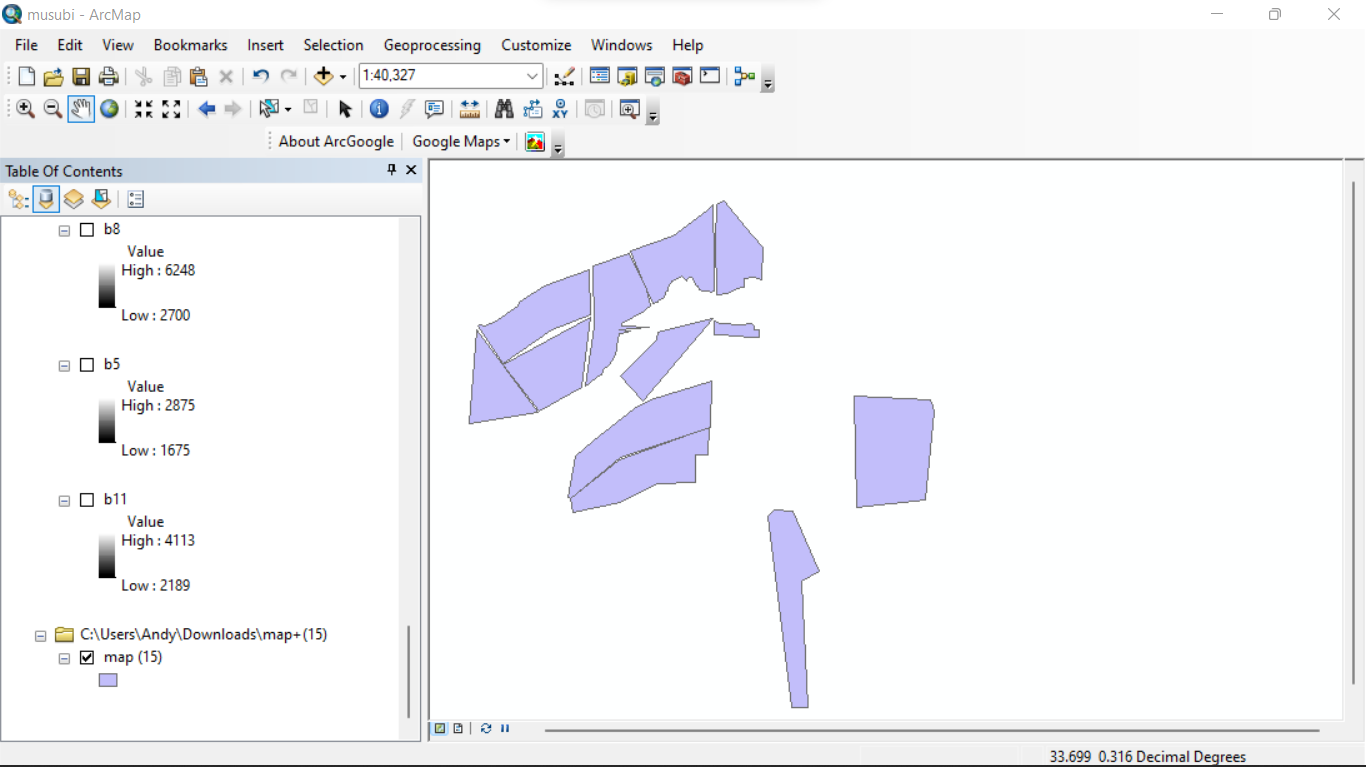 musubi - ArcMap
File Edit View Bookmarks Insert Selection Geoprocessing Customize Windows Help
1:40,327
XY
About ArcGoogle Google Maps
Table Of Contents
b8
Value
High : 6248
Low : 2700
b5
Value
High : 2875
Low : 1675
b11
Value
High : 4113
Low : 2189
C:\Users\Andy\Downloads\map+(15)
map (15)
33.699 0.316 Decimal Degrees